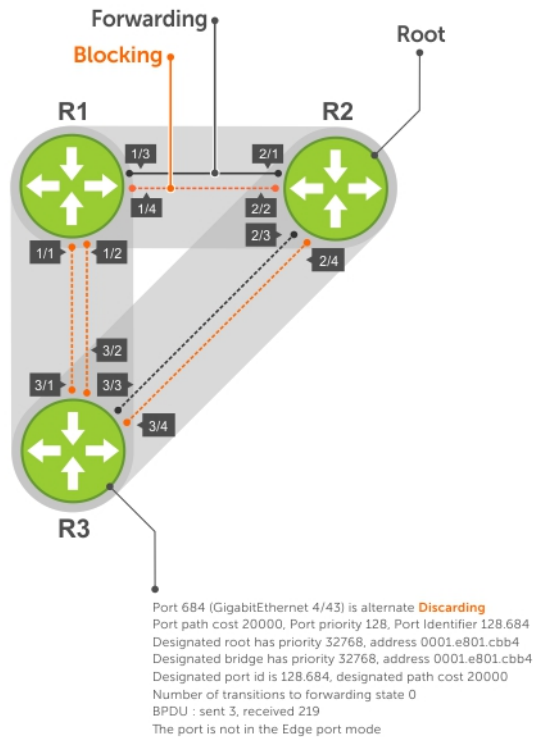 Forwarding
Blocking
Root
R1
R2
1/3
2/1
1/4
2/2
2/3
1/1
1/2
2/4
3/2
3/1
3/3
3/4
R3
Port 684 (GigabitEthernet 4/43) is alternate Discarding
Port path cost 20000, Port priority 128, Port Identifier 128.684
Designated root has priority 32768, address 0001.e801.cbb4
Designated bridge has priority 32768, address 0001.e801.cbb4
Designated port id is 128.684, designated path cost 20000
Number of transitions to forwarding state 0
BPDU : sent 3, received 219
The port is not in the Edge port mode